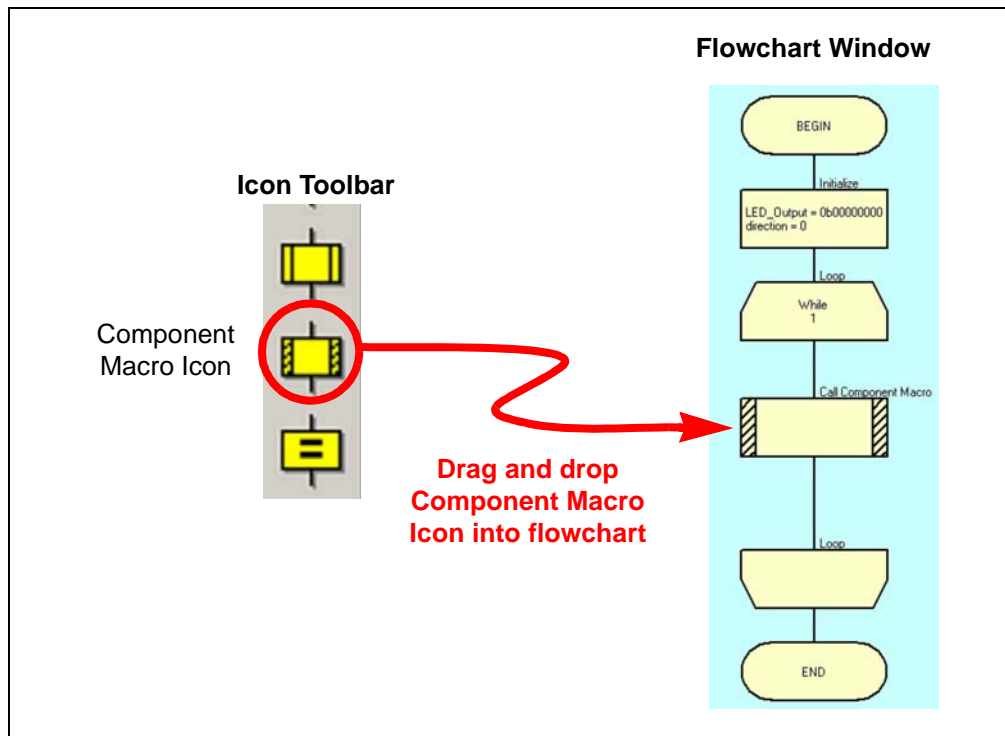 Flowchart Window
BEGIN
Initialize
LED_Output = 0b00000000
direction = 0
Loop
While
1
Call Component Macro
Loop
END
Icon Toolbar
=
Component
Macro Icon
Drag and drop
Component Macro
Icon into flowchart